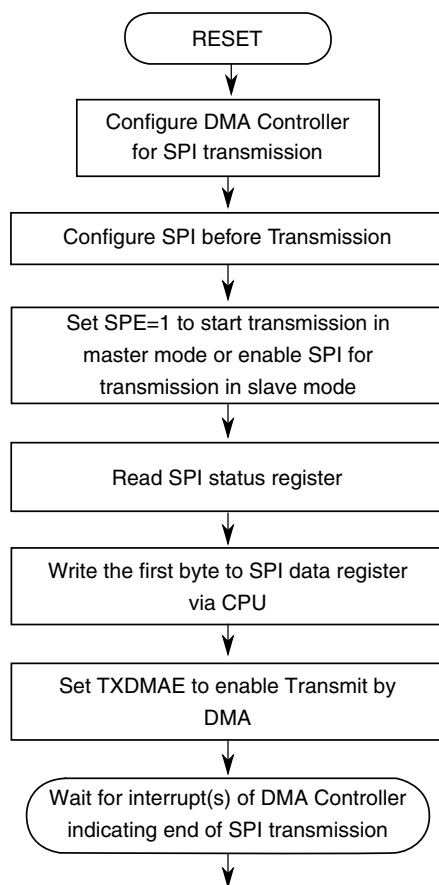 RESET
Configure DMA Controller
for SPI transmission
Configure SPI before Transmission
Set SPE=1 to start transmission in
master mode or enable SPI for
transmission in slave mode
Read SPI status register
Write the first byte to SPI data register
via CPU
Set TXDMAE to enable Transmit by
DMA
Wait for interrupt(s) of DMA Controller
indicating end of SPI transmission